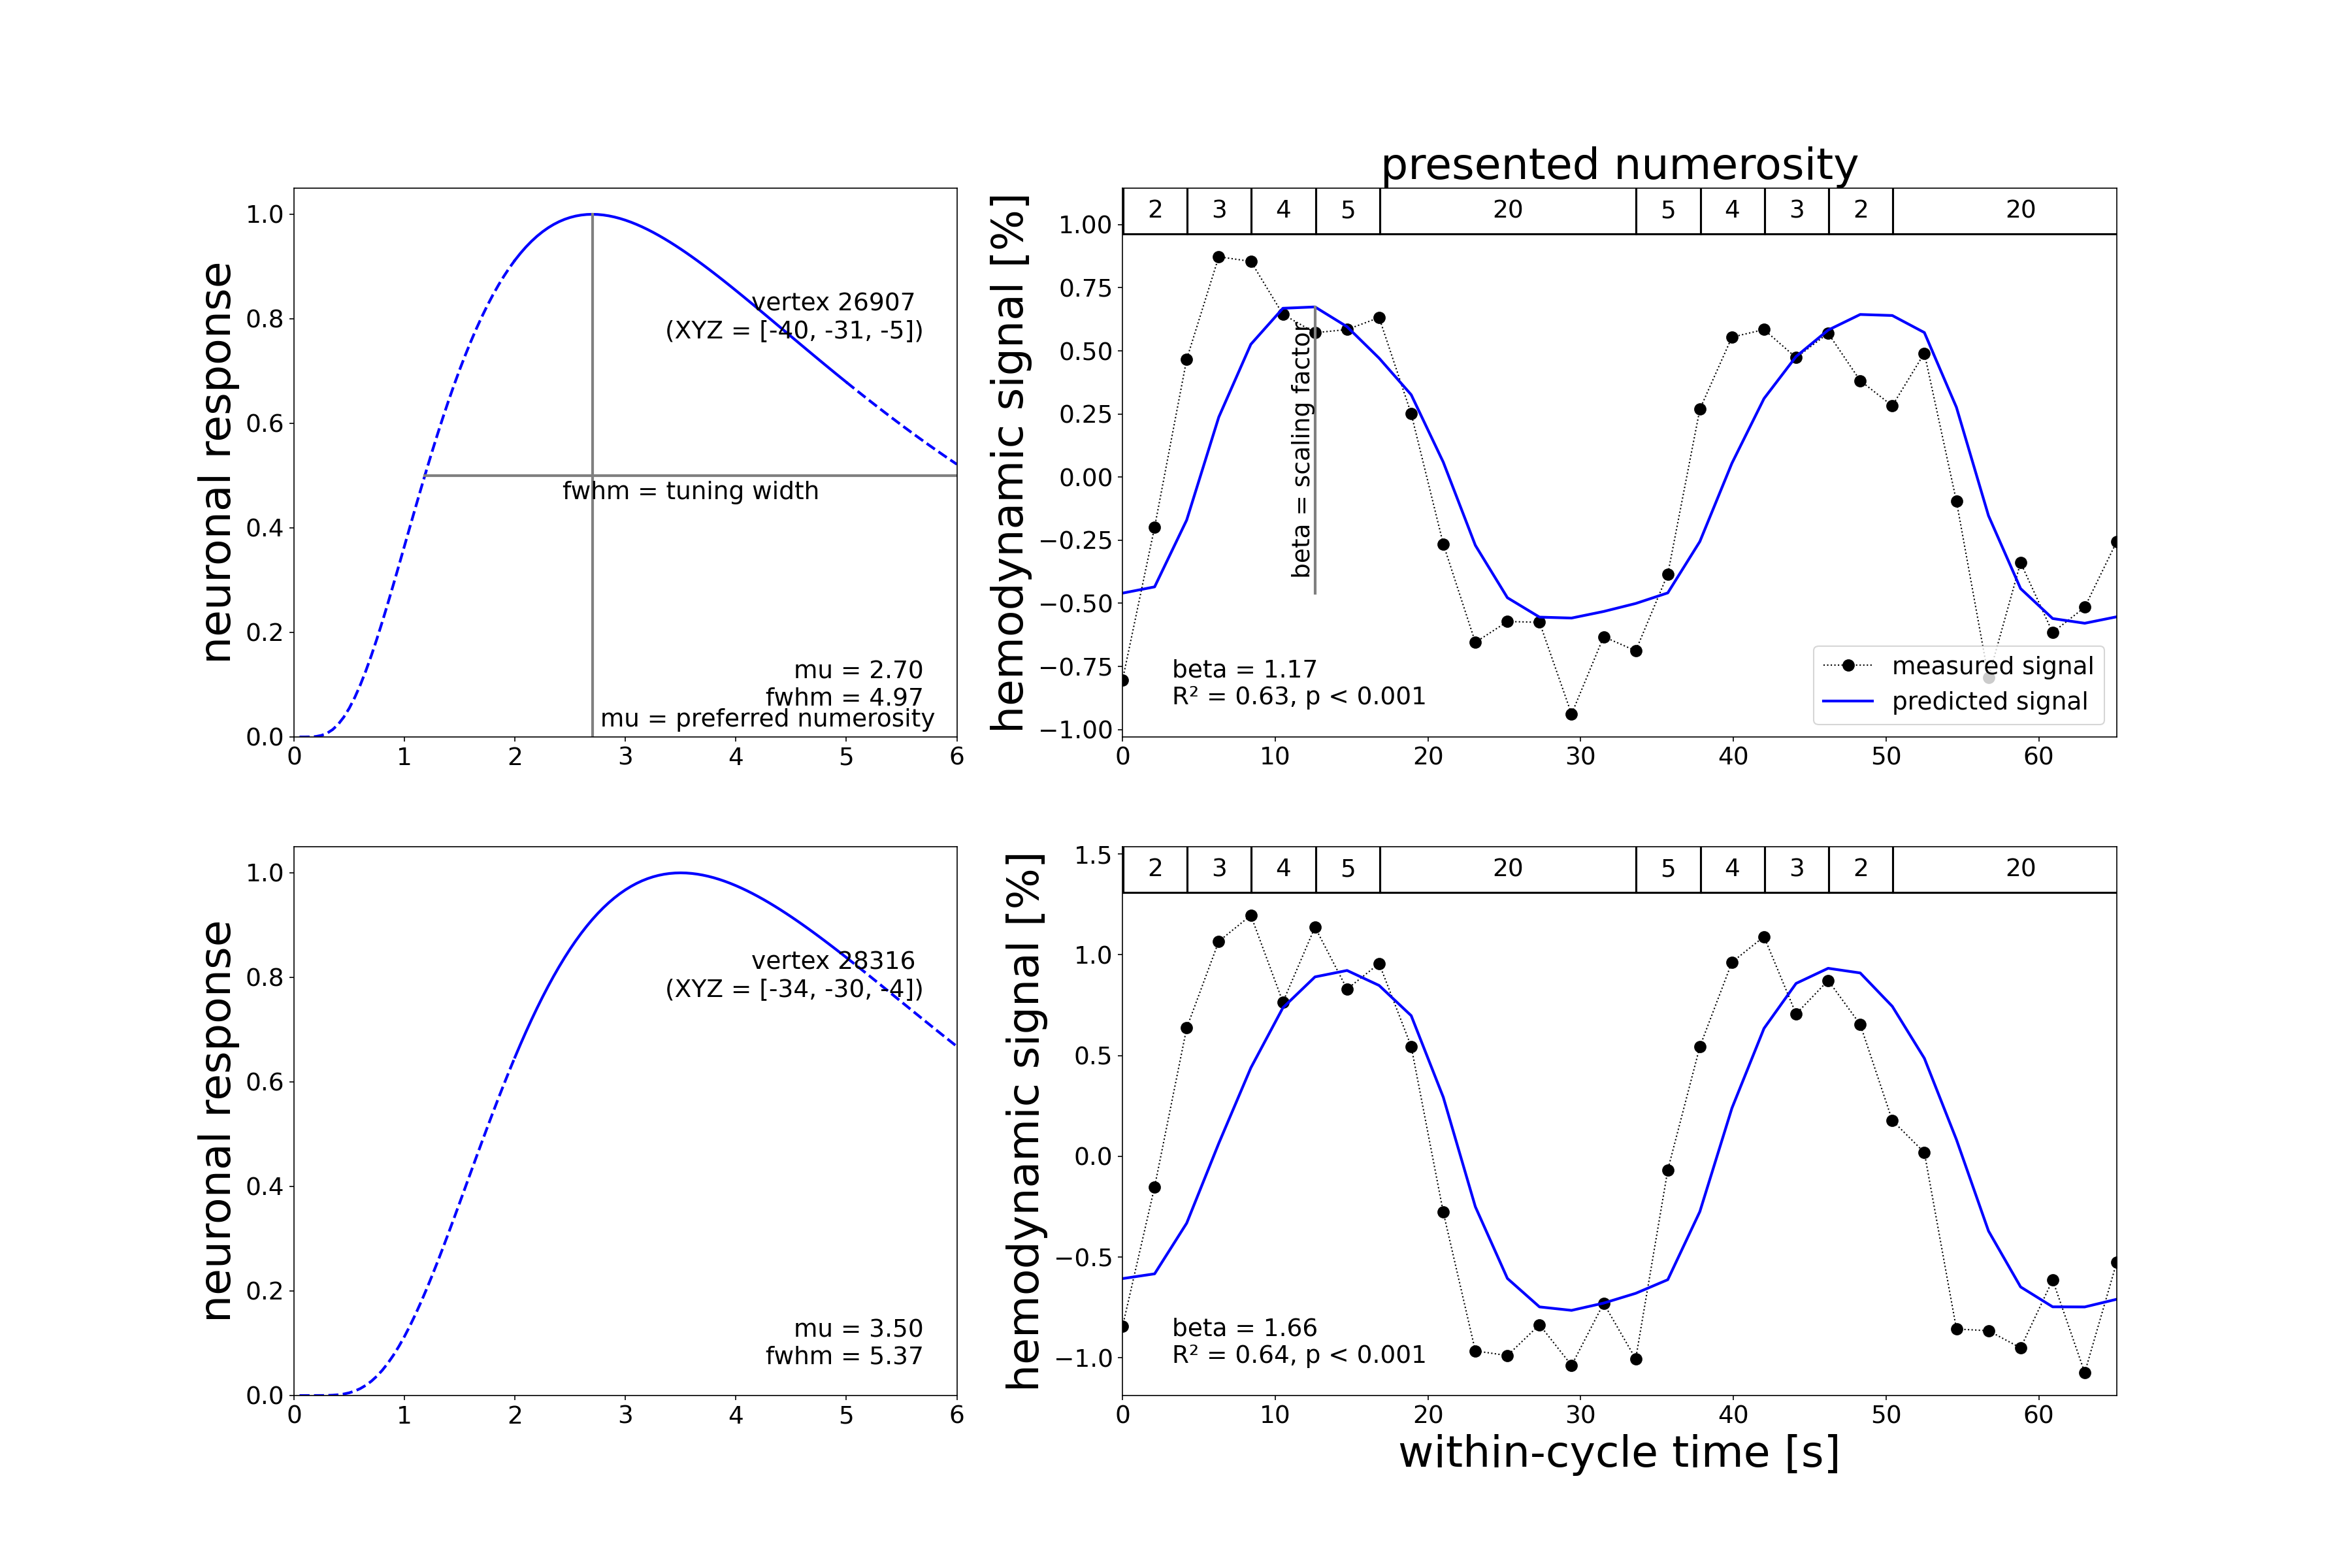 presented numerosity
neuronal response
1.0
0.8
0.6
0.4
0.2
0.0
0 1 2 3 4 5 6
vertex 26907
(XYZ = [-40, -31, -5])
fwhm = tuning width
mu = 2.70
fwhm = 4.97
mu = preferred numerosity
hemodynamic signal [%]
1.00
0.75
0.50
0.25
0.00
−0.25
−0.50
−0.75
−1.00
2 3 4 5 20 5 4 3 2 20
beta = scaling factor
beta = 1.17
R² = 0.63, p < 0.001
measured signal
predicted signal
0 10 20 30 40 50 60
neuronal response
1.0
0.8
0.6
0.4
0.2
0.0
0 1 2 3 4 5 6
vertex 28316
(XYZ = [-34, -30, -4])
mu = 3.50
fwhm = 5.37
hemodynamic signal [%]
1.5
1.0
0.5
0.0
−0.5
−1.0
2 3 4 5 20 5 4 3 2 20
beta = 1.66
R² = 0.64, p < 0.001
0 10 20 30 40 50 60
within-cycle time [s]